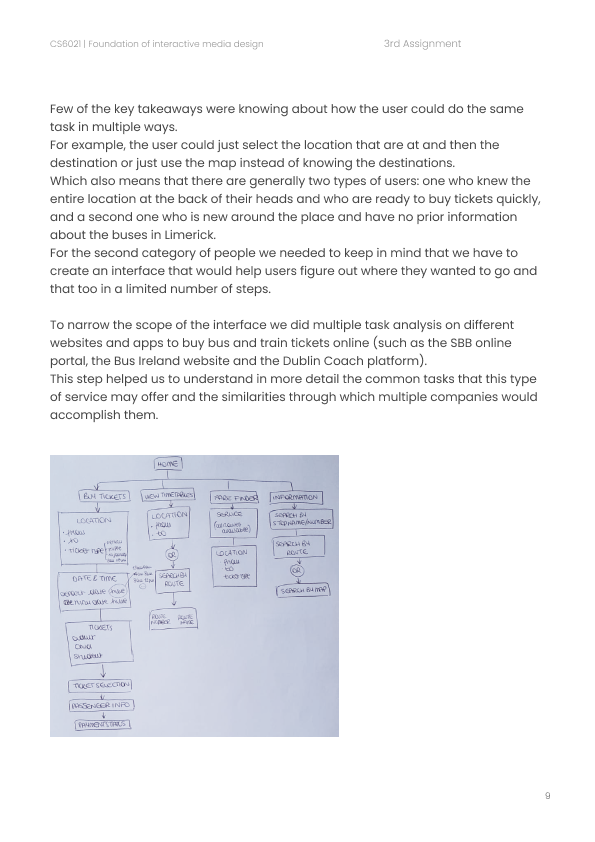 CS6021 | Foundation of interactive media design
3rd Assignment
Few of the key takeaways were knowing about how the user could do the same
task in multiple ways.
For example, the user could just select the location that are at and then the
destination or just use the map instead of knowing the destinations.
Which also means that there are generally two types of users: one who knew the
entire location at the back of their heads and who are ready to buy tickets quickly,
and a second one who is new around the place and have no prior information
about the buses in Limerick.
For the second category of people we needed to keep in mind that we have to
create an interface that would help users figure out where they wanted to go and
that too in a limited number of steps.
To narrow the scope of the interface we did multiple task analysis on different
websites and apps to buy bus and train tickets online (such as the SBB online
portal, the Bus Ireland website and the Dublin Coach platform).
This step helped us to understand in more detail the common tasks that this type
of service may offer and the similarities through which multiple companies would
accomplish them.
HOME
BUY TICKETS
VIEW TIMETABLES
FARE FINDER
INFORMATION
LOCATION
• FROM
• TO
• TICKET TYPE
DATE & TIME
TICKETS
Child
Student
TICKET SELECTION
PASSENGER INFO
LOCATION
• FROM
• TO
OR
SEARCH BY
ROUTE
SERVICE
LOCATION
FROM
TO
TICKET TYPE
SEARCH BY
STOP NAME/NUMBER
SEARCH BY
ROUTE
OR
SEARCH BY MAP
9